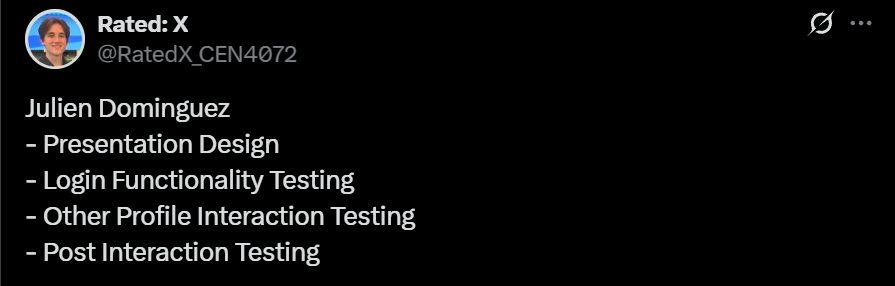 Rated: X
@RatedX_CEN4072
Julien Dominguez
- Presentation Design
- Login Functionality Testing
- Other Profile Interaction Testing
- Post Interaction Testing